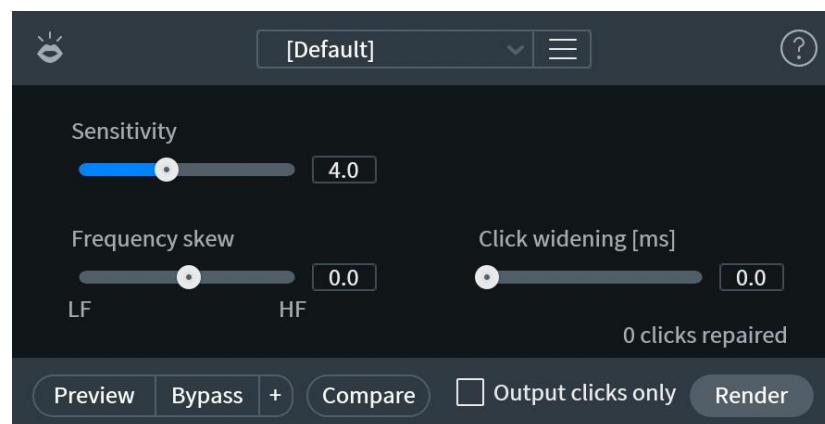 [Default]
?
Sensitivity
4.0
Frequency skew
Click widening [ms]
0.0
0.0
LF
HF
0 clicks repaired
Preview
Bypass
+
Compare
Output clicks only
Render